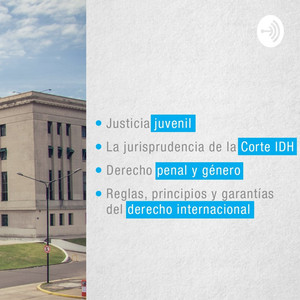 Justicia juvenil
La jurisprudencia de la Corte IDH
Derecho penal y género
Reglas, principios y garantías
del derecho internacional